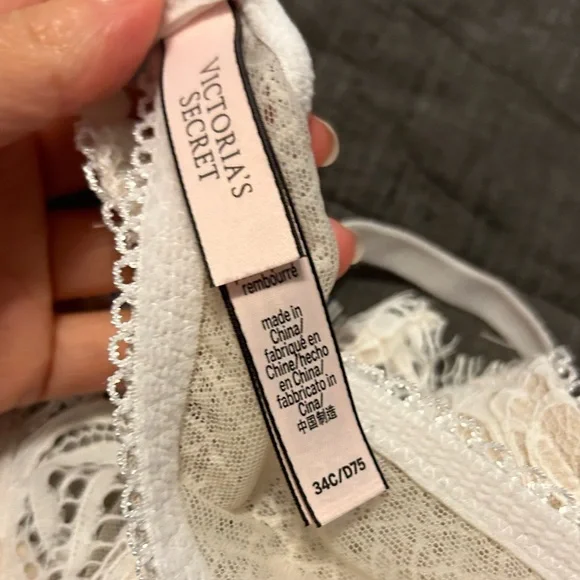 VICTORIA'S
SECRET
rembourré
made in
China/
fabriqué en
Chine/hecho
en China/
fabbricato in
Cina/
中国制造
34C/D75